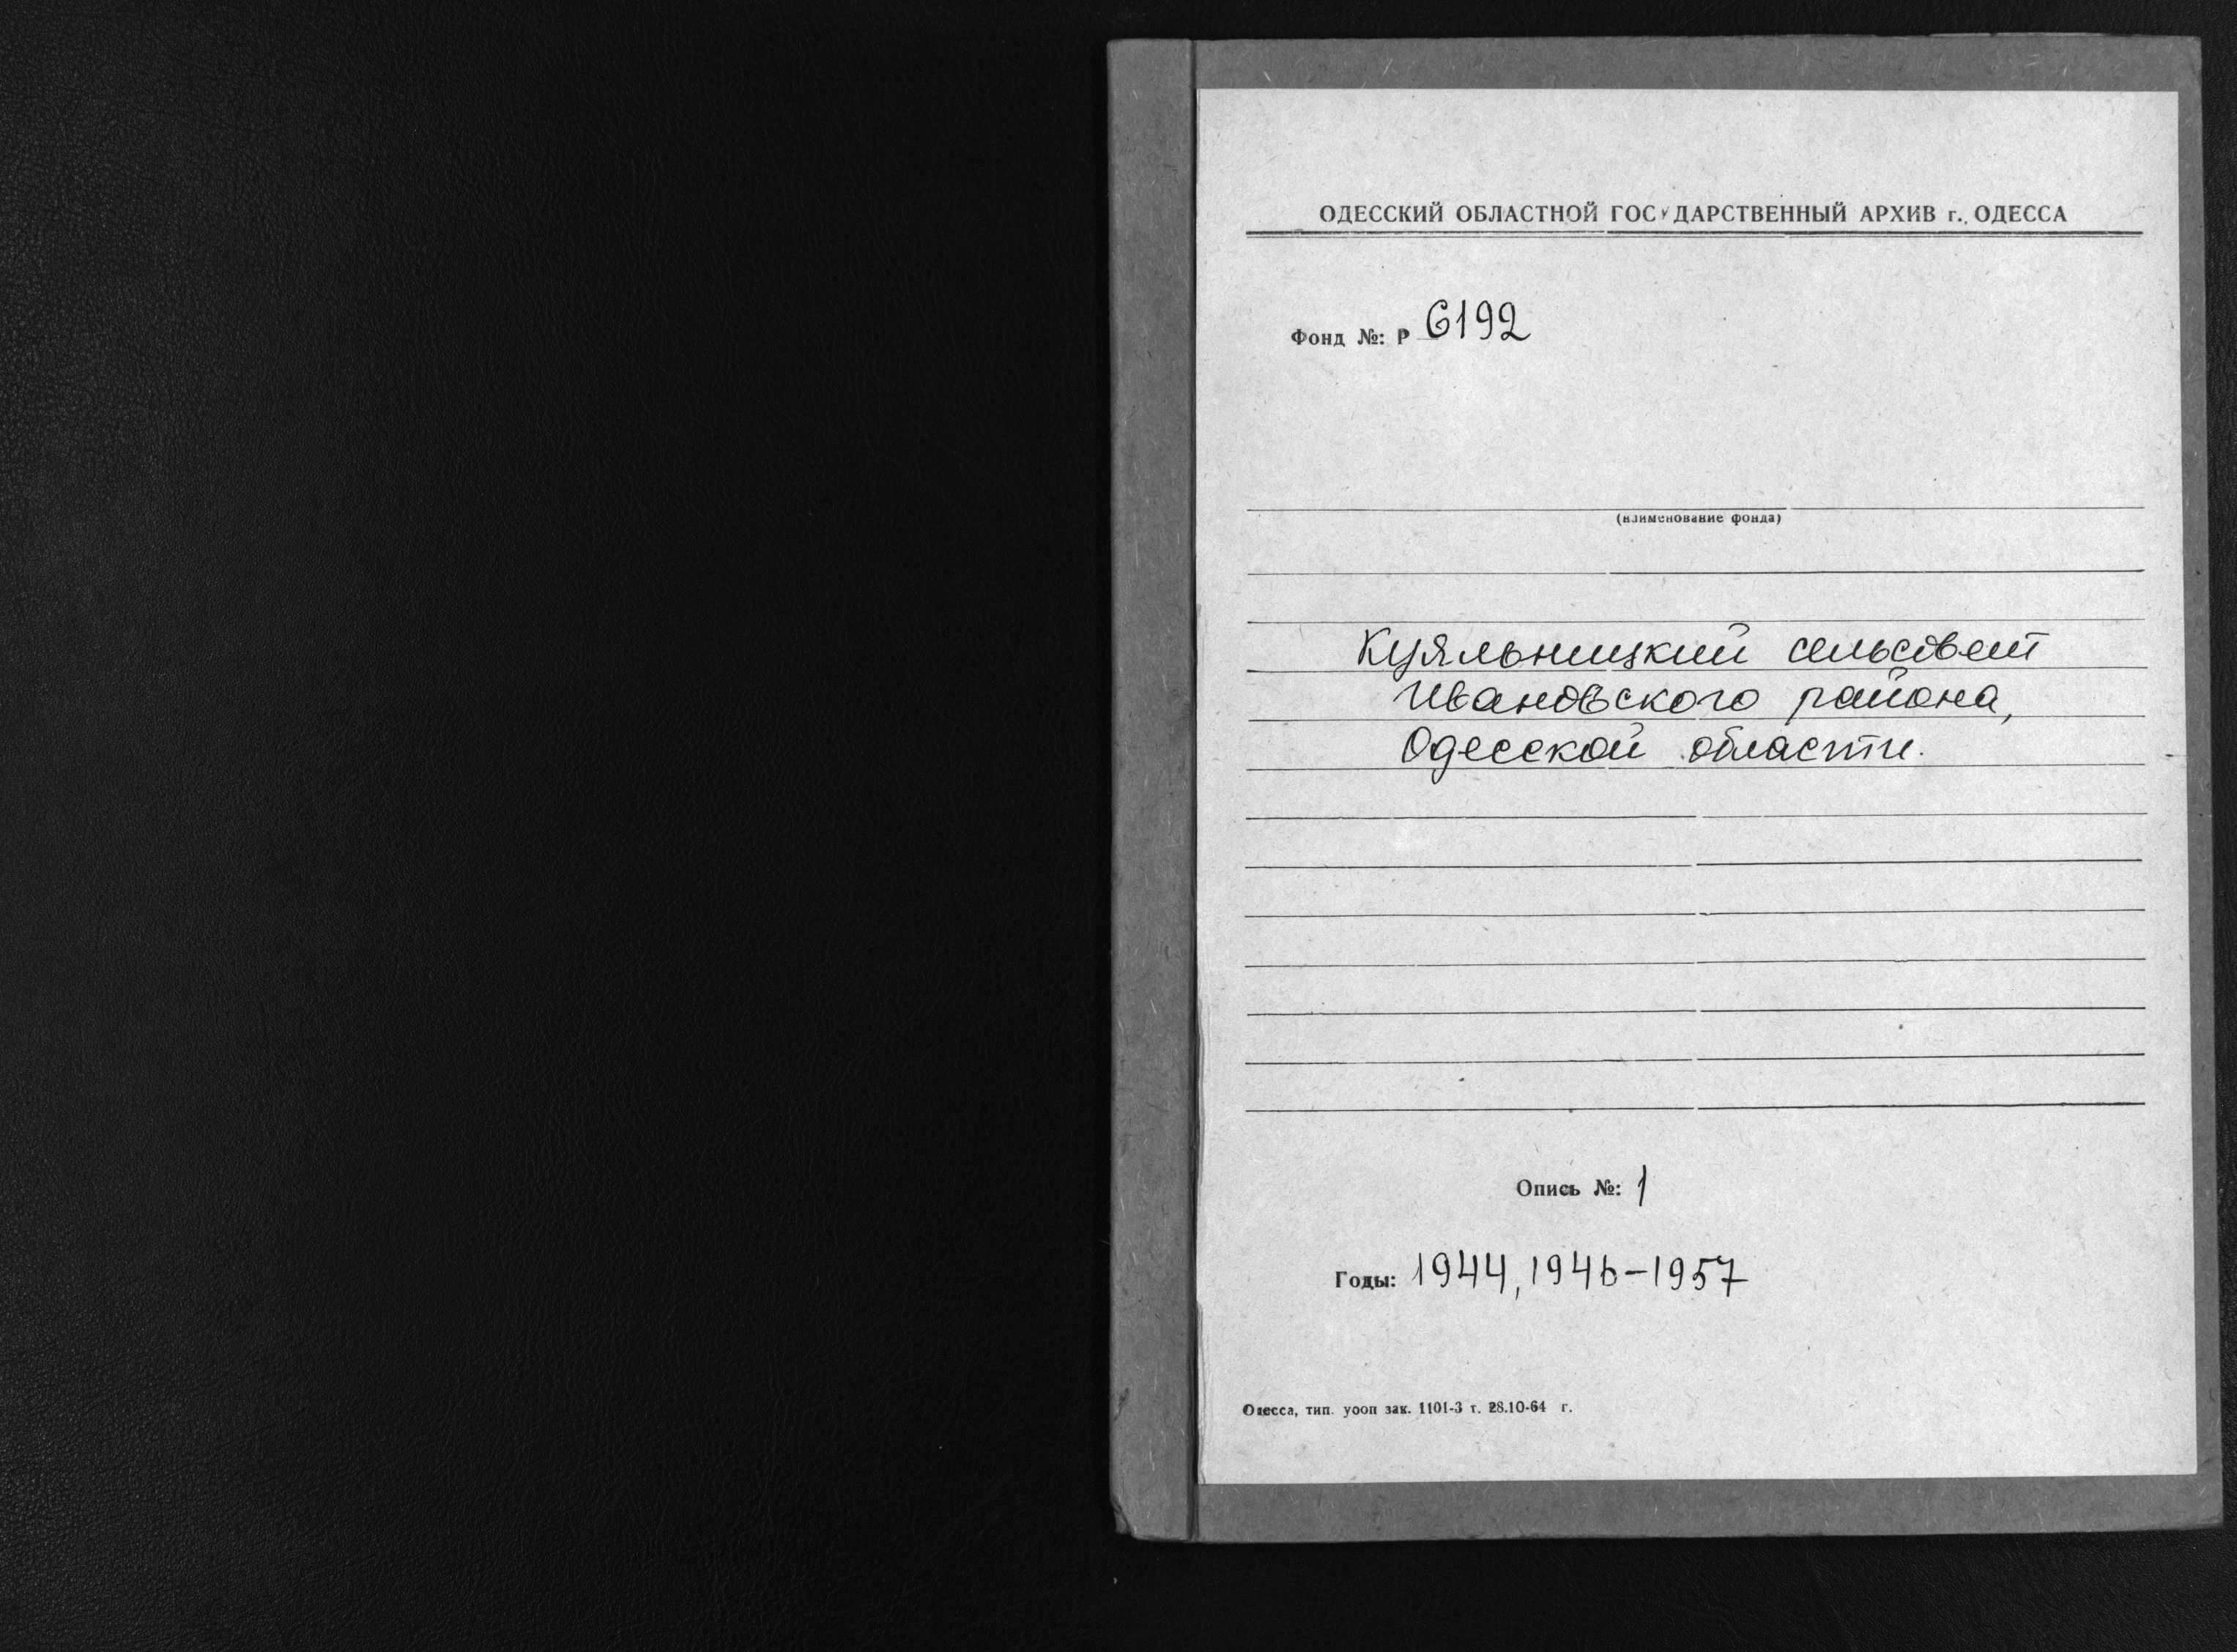 ОДЕССКИЙ ОБЛАСТНОЙ ГОСУДАРСТВЕННЫЙ АРХИВ г. ОДЕССА
Фонд №: Р 6192
(наименование фонда)
Куяльницкий сельсовет
Ивановского района,
Одесской области.
Опись №: 1
Годы: 1944, 1946-1957
Одесса, тип. уооп зак. 1101-3 т. 28.10-64 г.